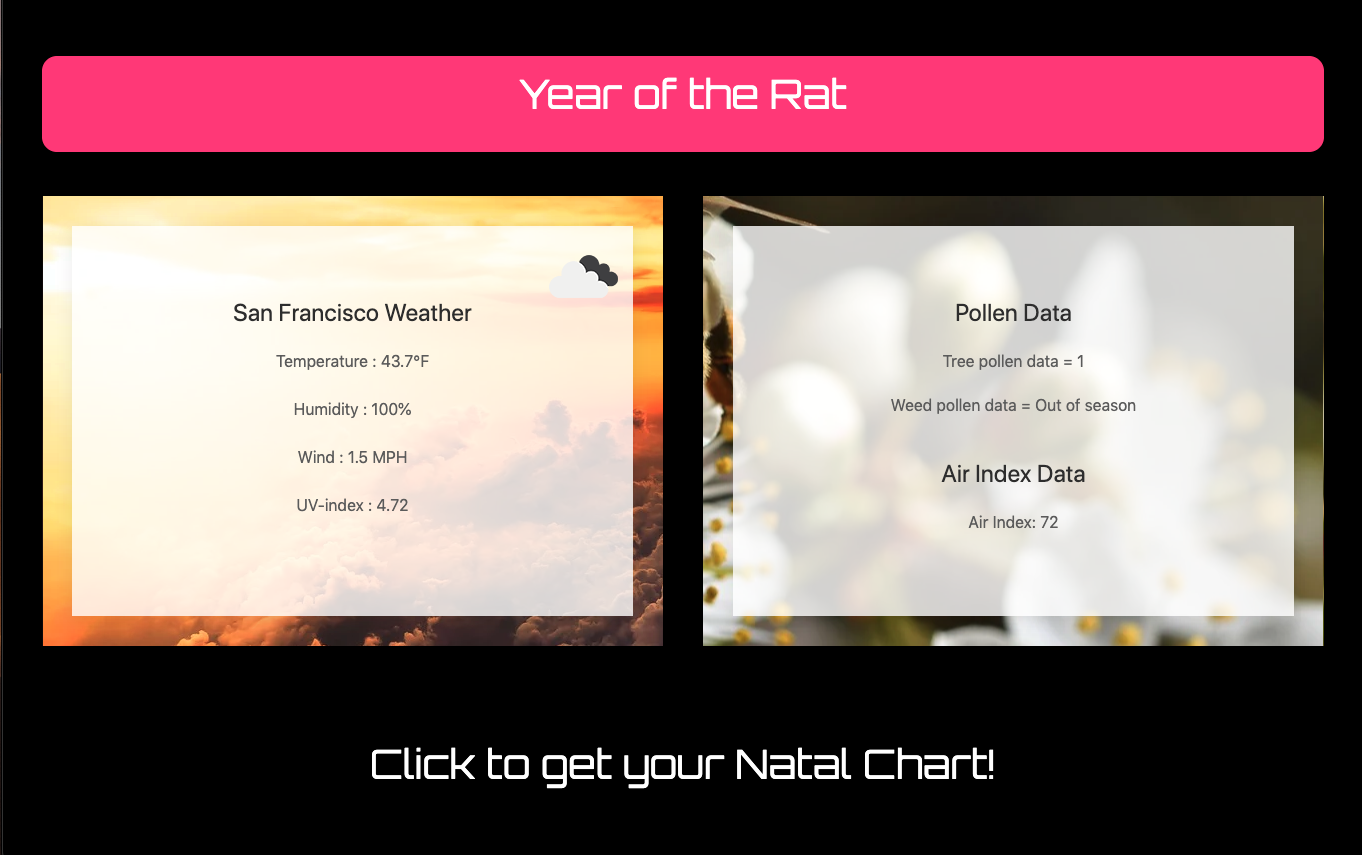 Year of the Rat
San Francisco Weather
Temperature : 43.7°F
Humidity : 100%
Wind : 1.5 MPH
UV-index : 4.72
Pollen Data
Tree pollen data = 1
Weed pollen data = Out of season
Air Index Data
Air Index: 72
Click to get your Natal Chart!